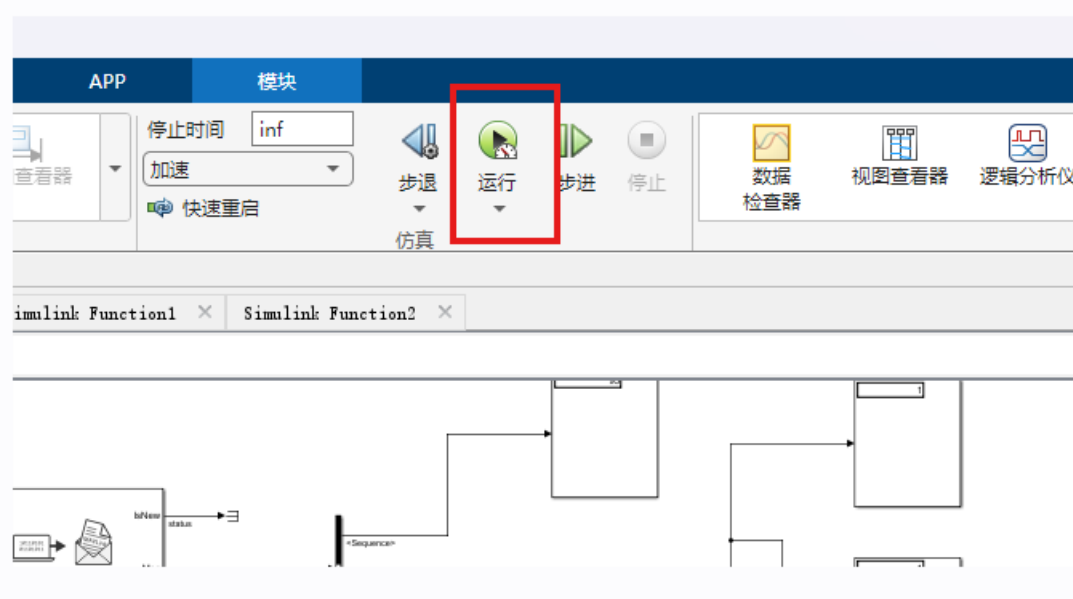 APP
模块
停止时间
inf
加速
快速重启
查看器
步退
运行
步进
停止
仿真
数据
检查器
视图查看器
逻辑分析仪
imulink Function1
Simulink Function2
1
IsNew
status
<Sequence>